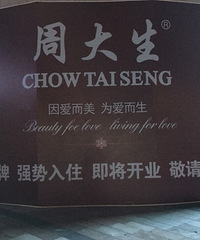 周大生®
CHOW TAI SENG
因爱而美 为爱而生
Beauty foe love living for love
牌 强势入住 即将开业 敬请